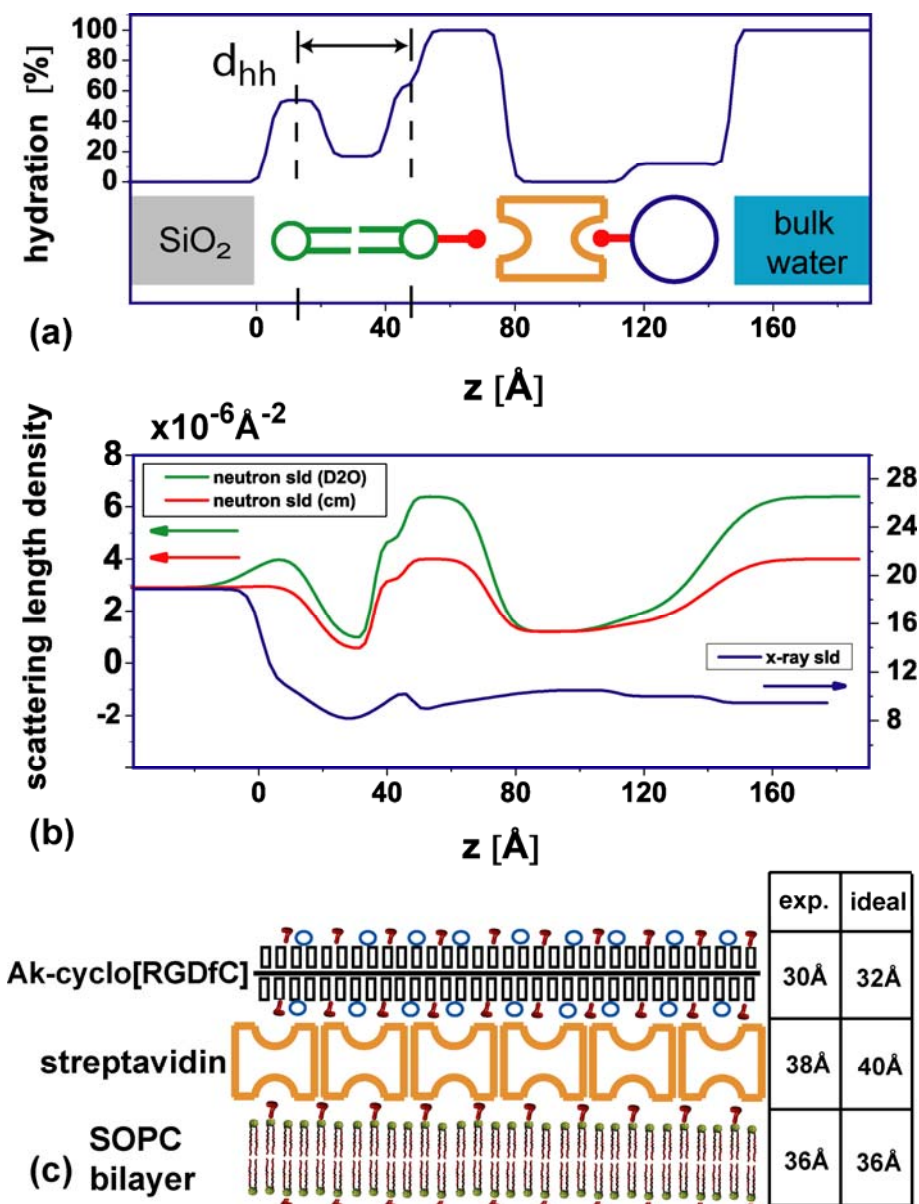 100
80
60
40
20
0
hydration [%]
d_hh
SiO₂
bulk
water
0 40 80 120 160
(a)
z [Å]
x10⁻⁶Å⁻²
8
6
4
2
0
-2
scattering length density
neutron sld (D2O)
neutron sld (cm)
x-ray sld
28
24
20
16
12
8
0 40 80 120 160
(b)
z [Å]
exp. ideal
Ak-cyclo[RGDfC] 30Å 32Å
streptavidin 38Å 40Å
SOPC
bilayer 36Å 36Å
(c)